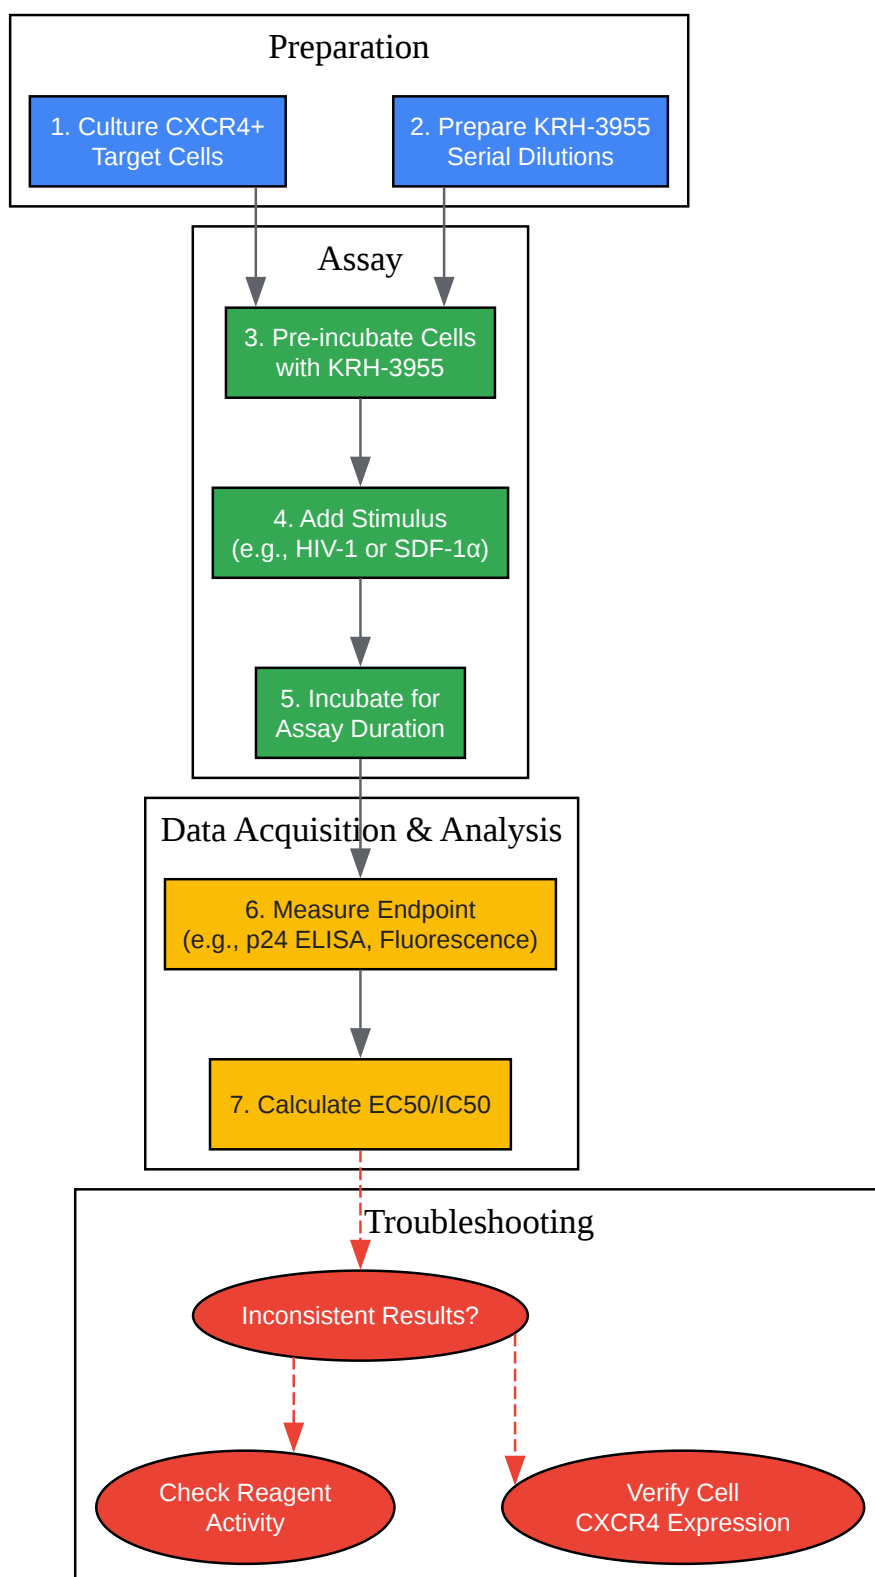 Preparation
1. Culture CXCR4+
Target Cells
2. Prepare KRH-3955
Serial Dilutions
Assay
3. Pre-incubate Cells
with KRH-3955
4. Add Stimulus
(e.g., HIV-1 or SDF-1α)
5. Incubate for
Assay Duration
Data Acquisition & Analysis
6. Measure Endpoint
(e.g., p24 ELISA, Fluorescence)
7. Calculate EC50/IC50
Troubleshooting
Inconsistent Results?
Check Reagent
Activity
Verify Cell
CXCR4 Expression